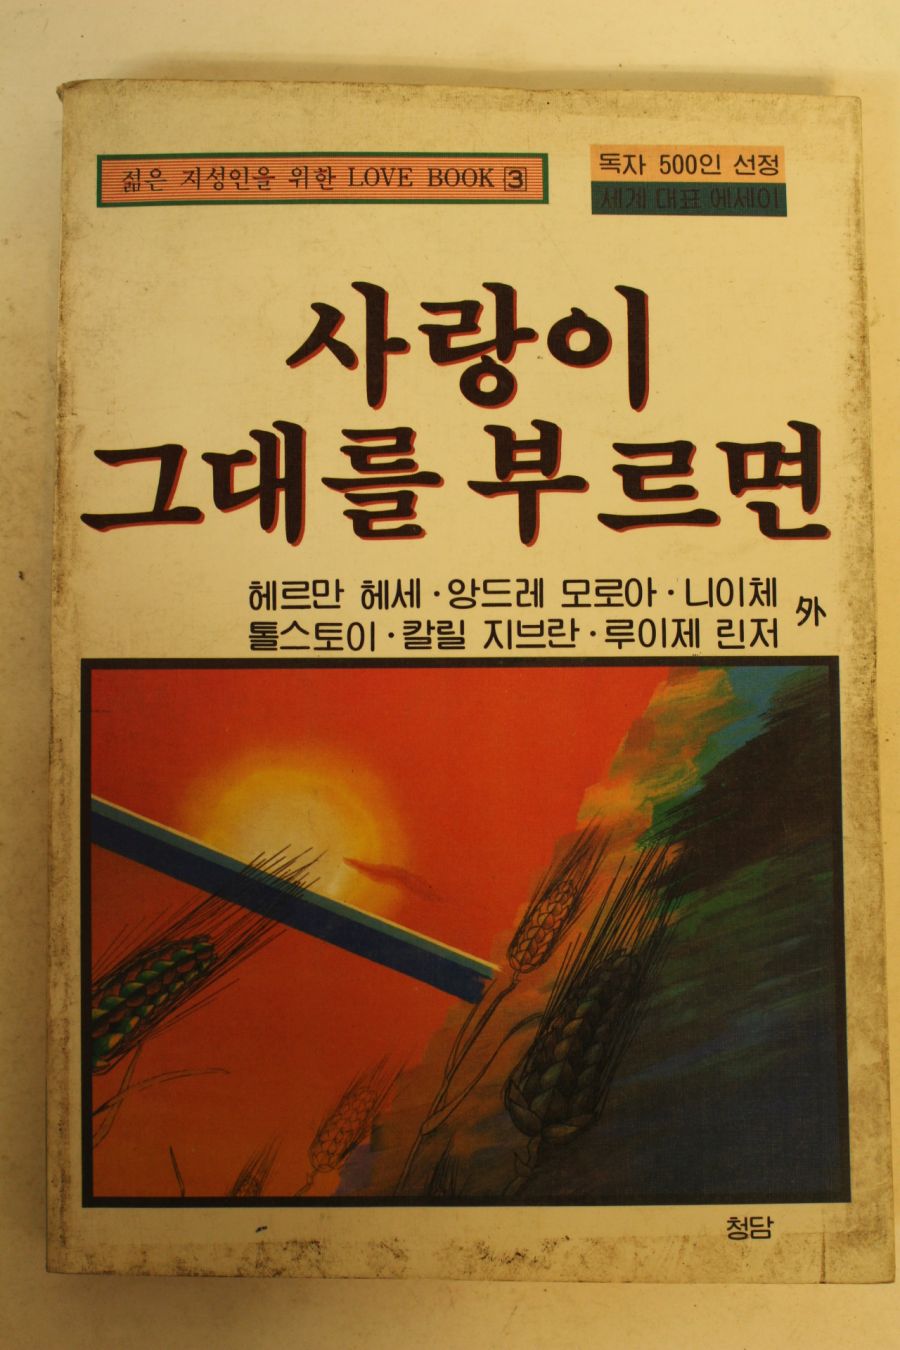 젊은 지성인을 위한 LOVE BOOK 3
독자 500인 선정
세계 대표 에세이
사랑이
그대를 부르면
헤르만 헤세·앙드레 모로아·니이체
톨스토이·칼릴 지브란·루이제 린저 外
청담